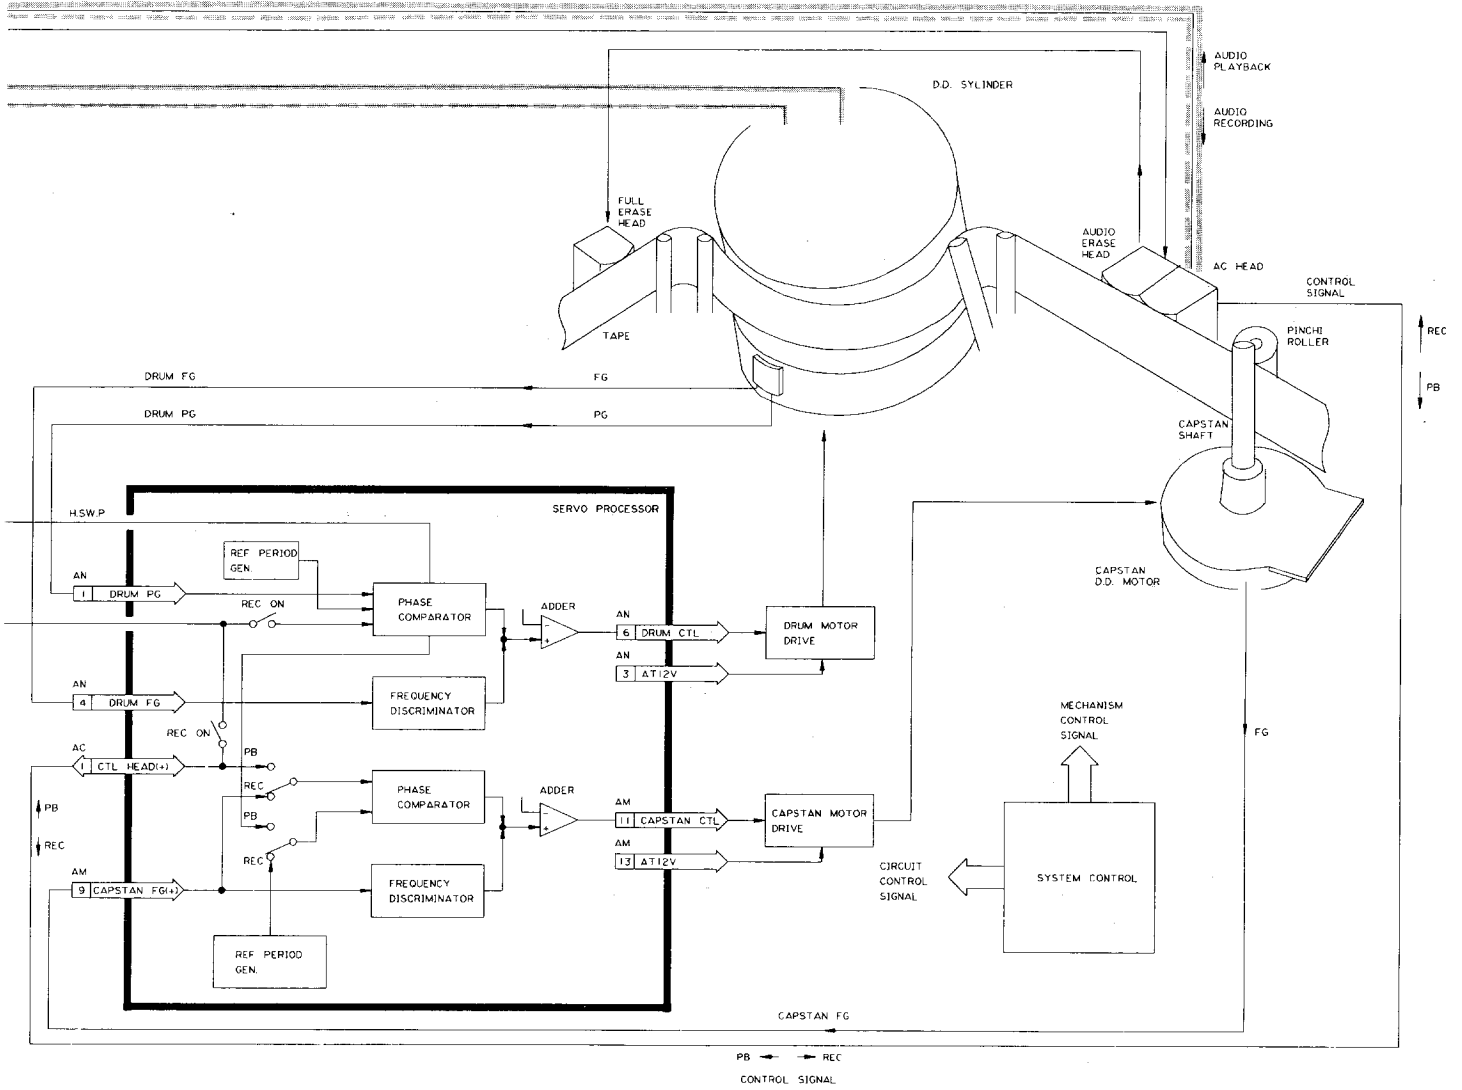 AUDIO
PLAYBACK
D.D. SYLINDER
AUDIO
RECORDING
FULL
ERASE
HEAD
AUDIO
ERASE
HEAD
AC HEAD
CONTROL
SIGNAL
TAPE
PINCHI
ROLLER
REC
DRUM FG
FG
PB
DRUM PG
PG
CAPSTAN
SHAFT
H.SW.P
SERVO PROCESSOR
REF PERIOD
GEN.
CAPSTAN
D.D. MOTOR
AN
1 DRUM PG
REC ON
PHASE
COMPARATOR
ADDER
-
+
AN
6 DRUM CTL
DRUM MOTOR
DRIVE
AN
3 AT12V
AN
4 DRUM FG
FREQUENCY
DISCRIMINATOR
REC ON
MECHANISM
CONTROL
SIGNAL
FG
AC
1 CTL HEAD(+)
PB
REC
PHASE
COMPARATOR
ADDER
-
+
AM
11 CAPSTAN CTL
CAPSTAN MOTOR
DRIVE
PB
REC
PB
REC
AM
13 AT12V
AM
9 CAPSTAN FG(+)
FREQUENCY
DISCRIMINATOR
CIRCUIT
CONTROL
SIGNAL
SYSTEM CONTROL
REF PERIOD
GEN.
CAPSTAN FG
PB REC
CONTROL SIGNAL